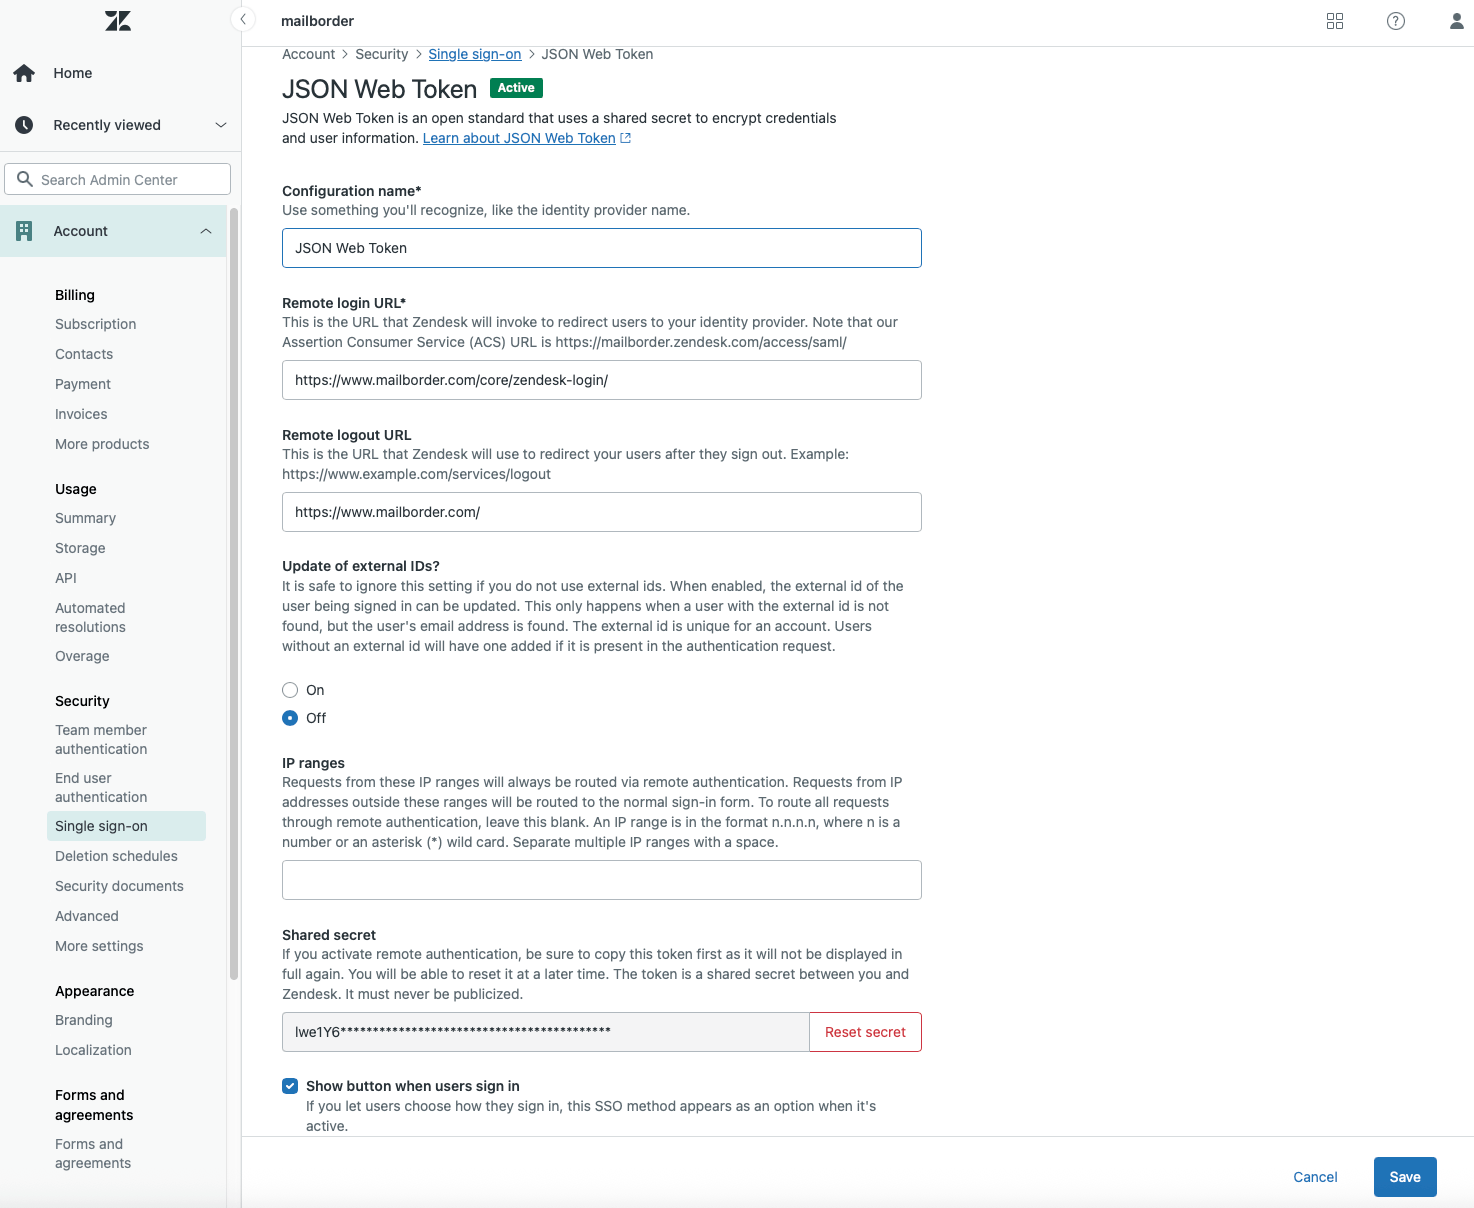 mailborder
Home
Recently viewed
Search Admin Center
Account
Billing
Subscription
Contacts
Payment
Invoices
More products
Usage
Summary
Storage
API
Automated
resolutions
Overage
Security
Team member
authentication
End user
authentication
Single sign-on
Deletion schedules
Security documents
Advanced
More settings
Appearance
Branding
Localization
Forms and
agreements
Forms and
agreements
Account > Security > Single sign-on > JSON Web Token
JSON Web Token Active
JSON Web Token is an open standard that uses a shared secret to encrypt credentials
and user information. Learn about JSON Web Token
Configuration name*
Use something you'll recognize, like the identity provider name.
JSON Web Token
Remote login URL*
This is the URL that Zendesk will invoke to redirect users to your identity provider. Note that our
Assertion Consumer Service (ACS) URL is https://mailborder.zendesk.com/access/saml/
https://www.mailborder.com/core/zendesk-login/
Remote logout URL
This is the URL that Zendesk will use to redirect your users after they sign out. Example:
https://www.example.com/services/logout
https://www.mailborder.com/
Update of external IDs?
It is safe to ignore this setting if you do not use external ids. When enabled, the external id of the
user being signed in can be updated. This only happens when a user with the external id is not
found, but the user's email address is found. The external id is unique for an account. Users
without an external id will have one added if it is present in the authentication request.
On
Off
IP ranges
Requests from these IP ranges will always be routed via remote authentication. Requests from IP
addresses outside these ranges will be routed to the normal sign-in form. To route all requests
through remote authentication, leave this blank. An IP range is in the format n.n.n.n, where n is a
number or an asterisk (*) wild card. Separate multiple IP ranges with a space.
Shared secret
If you activate remote authentication, be sure to copy this token first as it will not be displayed in
full again. You will be able to reset it at a later time. The token is a shared secret between you and
Zendesk. It must never be publicized.
lwe1Y6****************************************** Reset secret
Show button when users sign in
If you let users choose how they sign in, this SSO method appears as an option when it's
active.
Cancel Save